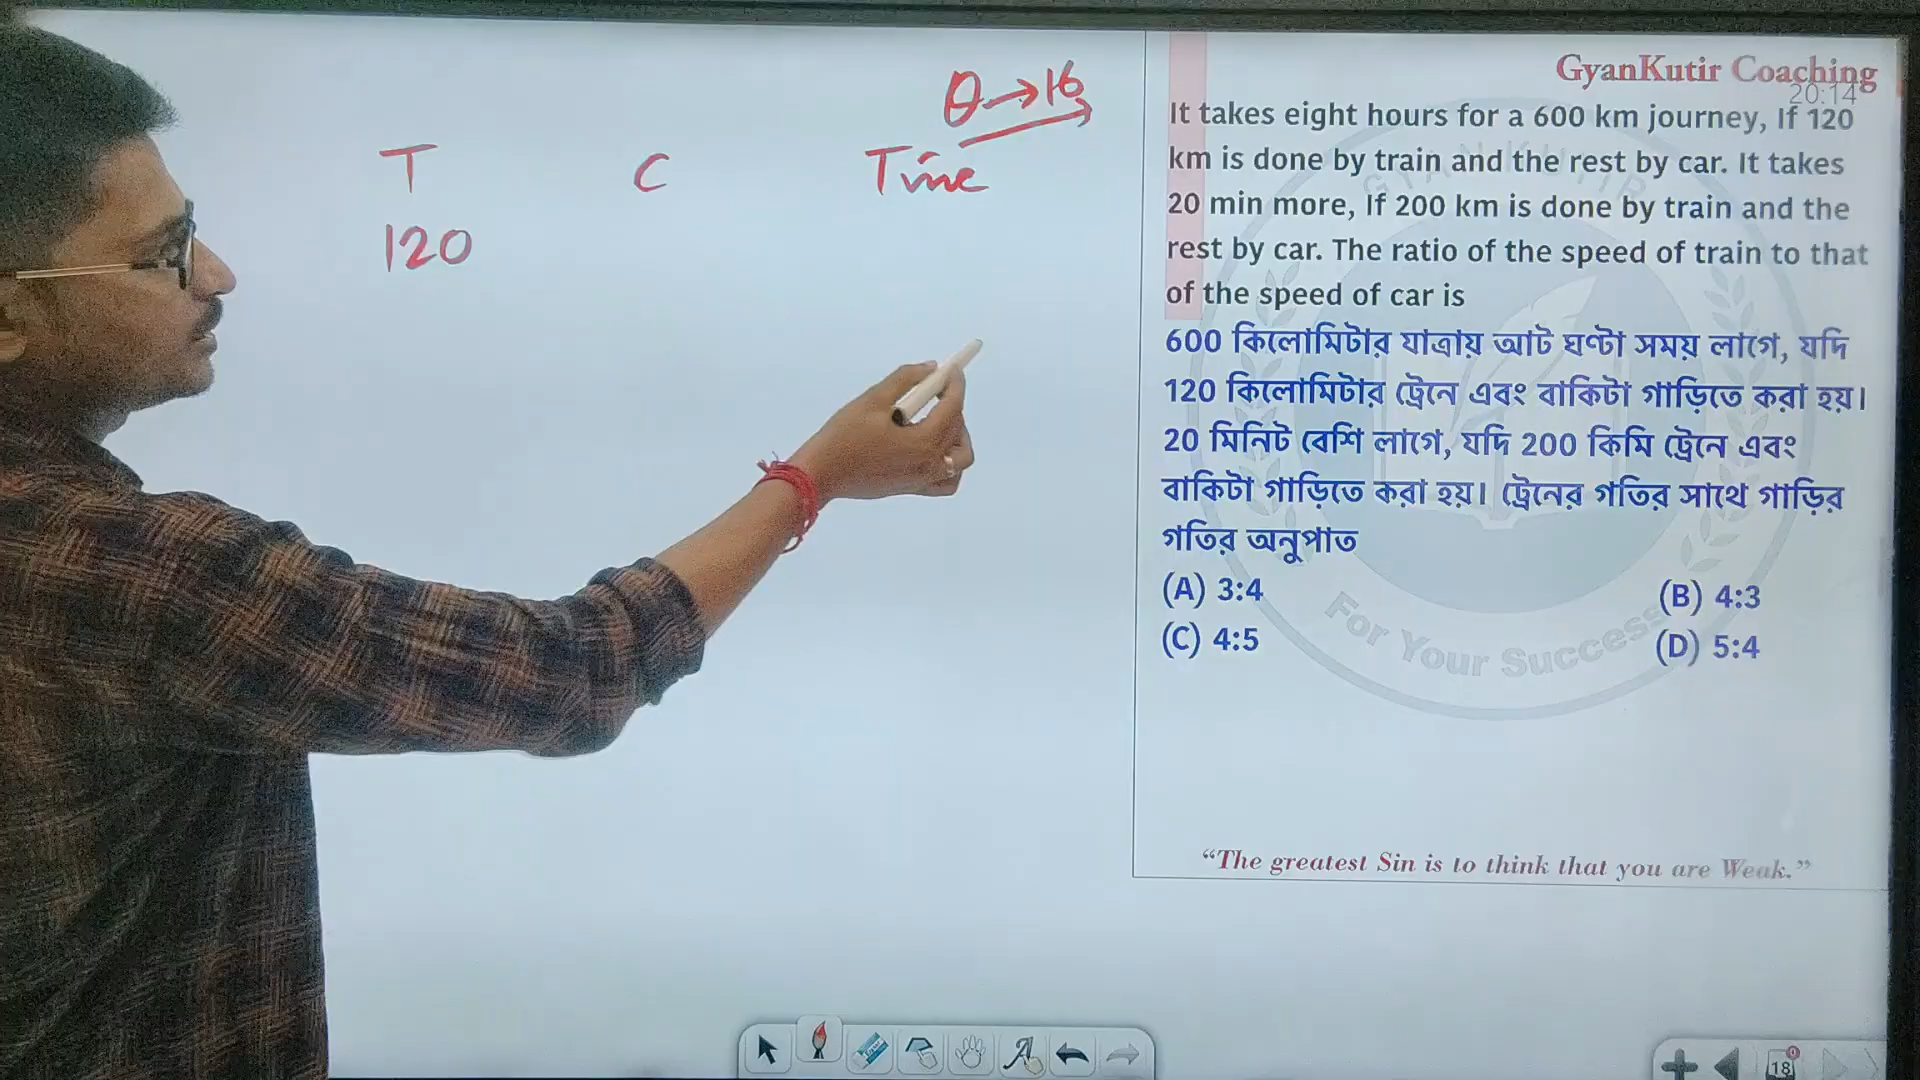 θ→16
T C Time
120
GyanKutir Coaching
20:14
It takes eight hours for a 600 km journey, If 120
km is done by train and the rest by car. It takes
20 min more, If 200 km is done by train and the
rest by car. The ratio of the speed of train to that
of the speed of car is
600 কিলোমিটার যাত্রায় আট ঘণ্টা সময় লাগে, যদি
120 কিলোমিটার ট্রেনে এবং বাকিটা গাড়িতে করা হয়।
20 মিনিট বেশি লাগে, যদি 200 কিমি ট্রেনে এবং
বাকিটা গাড়িতে করা হয়। ট্রেনের গতির সাথে গাড়ির
গতির অনুপাত
(A) 3:4 (B) 4:3
(C) 4:5 (D) 5:4
For Your Success
“The greatest Sin is to think that you are Weak.”
18